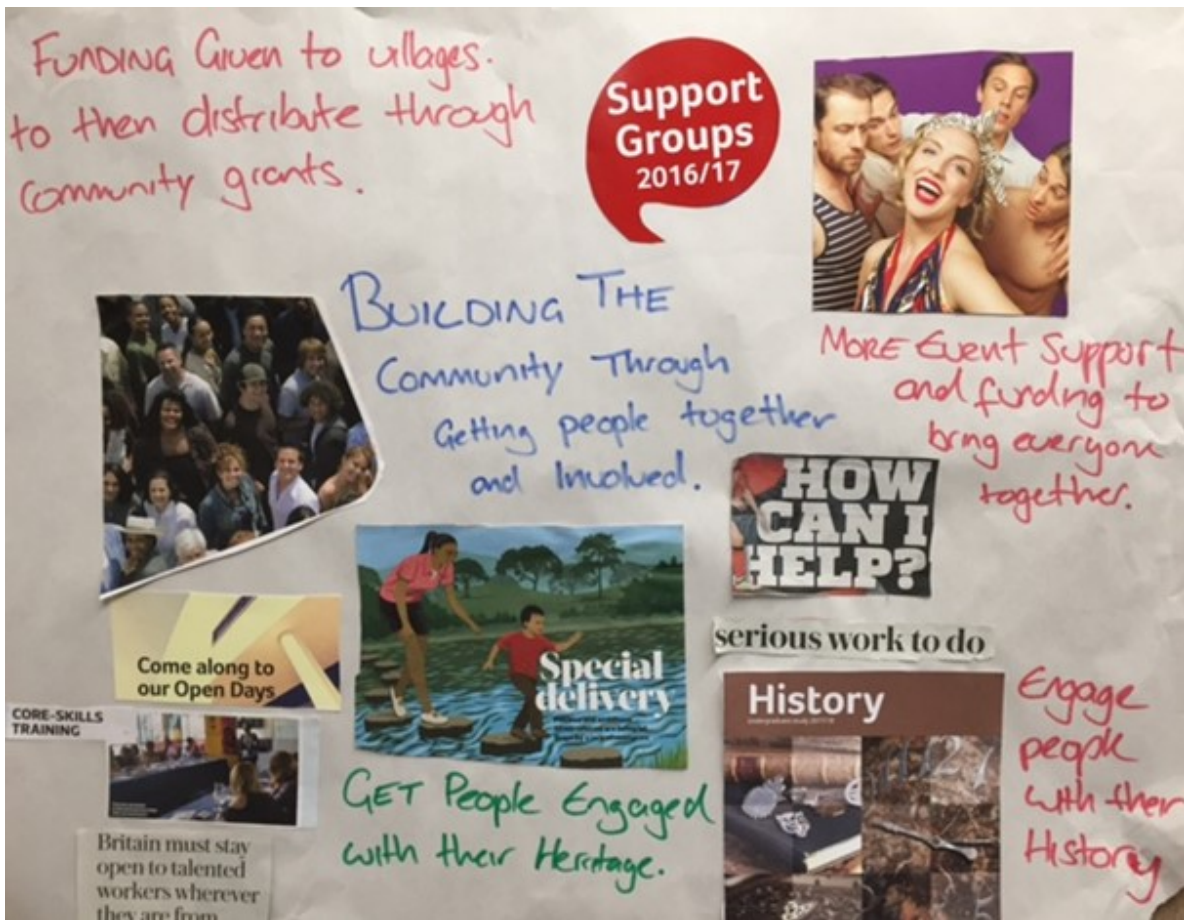 FUNDING Given to villages.
to then distribute through
Community grants.
Support
Groups
2016/17
BUILDING THE
Community Through
Getting people together
and Involved.
MORE Event Support
and funding to
bring everyone
together.
HOW
CAN I
HELP?
serious work to do
Come along to
our Open Days
CORE-SKILLS
TRAINING
Special
delivery
GET People Engaged
with their Heritage.
History
Engage
people
with their
History
Britain must stay
open to talented
workers wherever
they are from